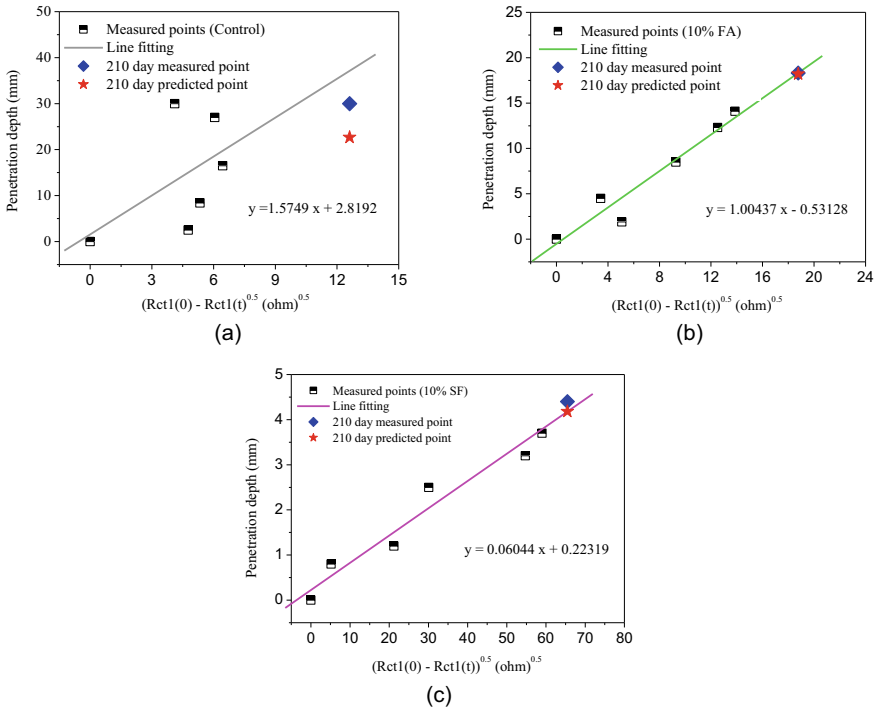 50
40
30
20
10
0
Penetration depth (mm)
Measured points (Control)
Line fitting
210 day measured point
210 day predicted point
y =1.5749 x + 2.8192
0 3 6 9 12 15
(Rct1(0) - Rct1(t))^0.5 (ohm)^0.5
(a)
25
20
15
10
5
0
Penetration depth (mm)
Measured points (10% FA)
Line fitting
210 day measured point
210 day predicted point
y = 1.00437 x - 0.53128
0 4 8 12 16 20 24
(Rct1(0) - Rct1(t))^0.5 (ohm)^0.5
(b)
5
4
3
2
1
0
Penetration depth (mm)
Measured points (10% SF)
Line fitting
210 day measured point
210 day predicted point
y = 0.06044 x + 0.22319
0 10 20 30 40 50 60 70 80
(Rct1(0) - Rct1(t))^0.5 (ohm)^0.5
(c)